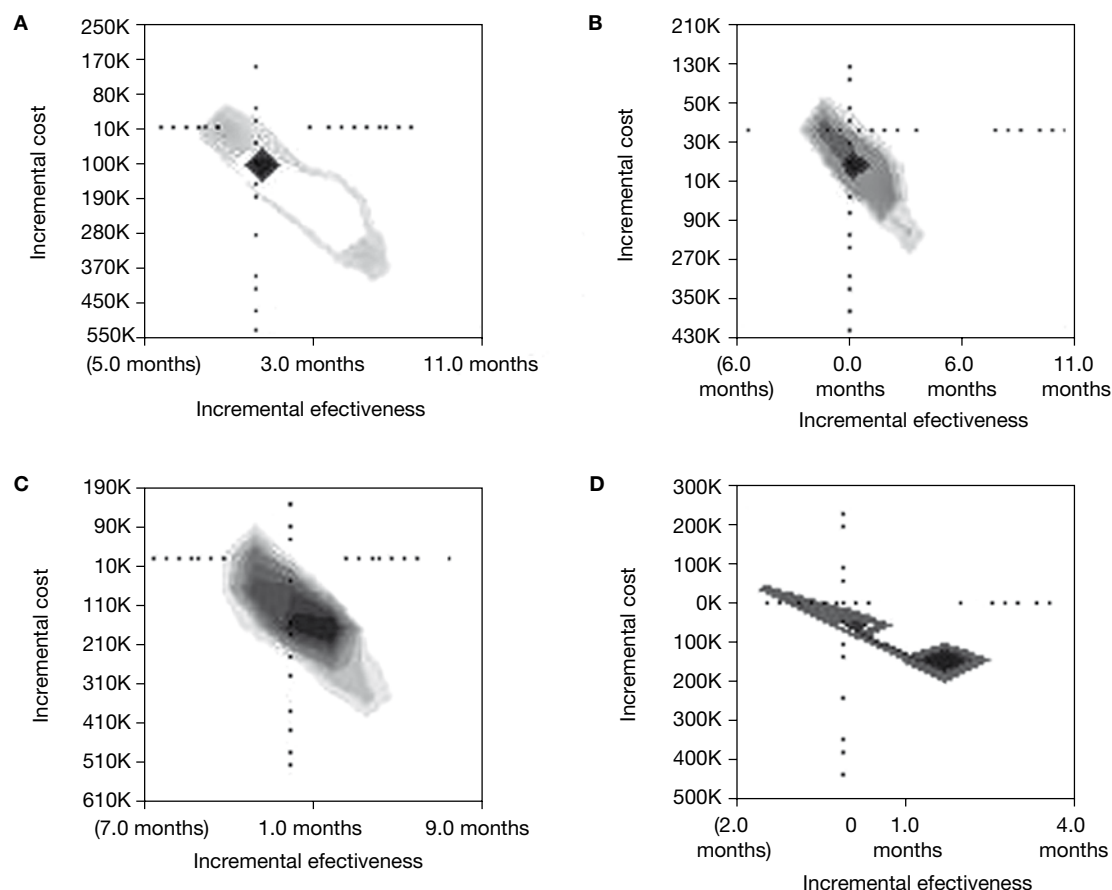 A
250K
170K
80K
10K
100K
190K
280K
370K
450K
550K
Incremental cost
(5.0 months)
3.0 months
11.0 months
Incremental efectiveness
B
210K
130K
50K
30K
10K
90K
270K
350K
430K
Incremental cost
(6.0
months)
0.0
months
6.0
months
11.0
months
Incremental efectiveness
C
190K
90K
10K
110K
210K
310K
410K
510K
610K
Incremental cost
(7.0 months)
1.0 months
9.0 months
Incremental efectiveness
D
300K
200K
100K
0K
100K
200K
300K
400K
500K
Incremental cost
(2.0
months)
0
1.0
months
4.0
months
Incremental efectiveness